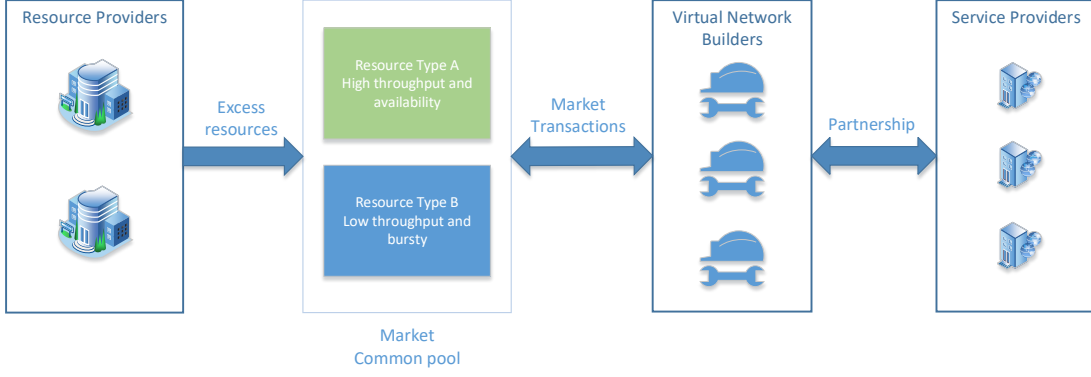 Resource Providers
Excess
resources
Resource Type A
High throughput and
availability
Resource Type B
Low throughput and
bursty
Market
Common pool
Market
Transactions
Virtual Network
Builders
Partnership
Service Providers